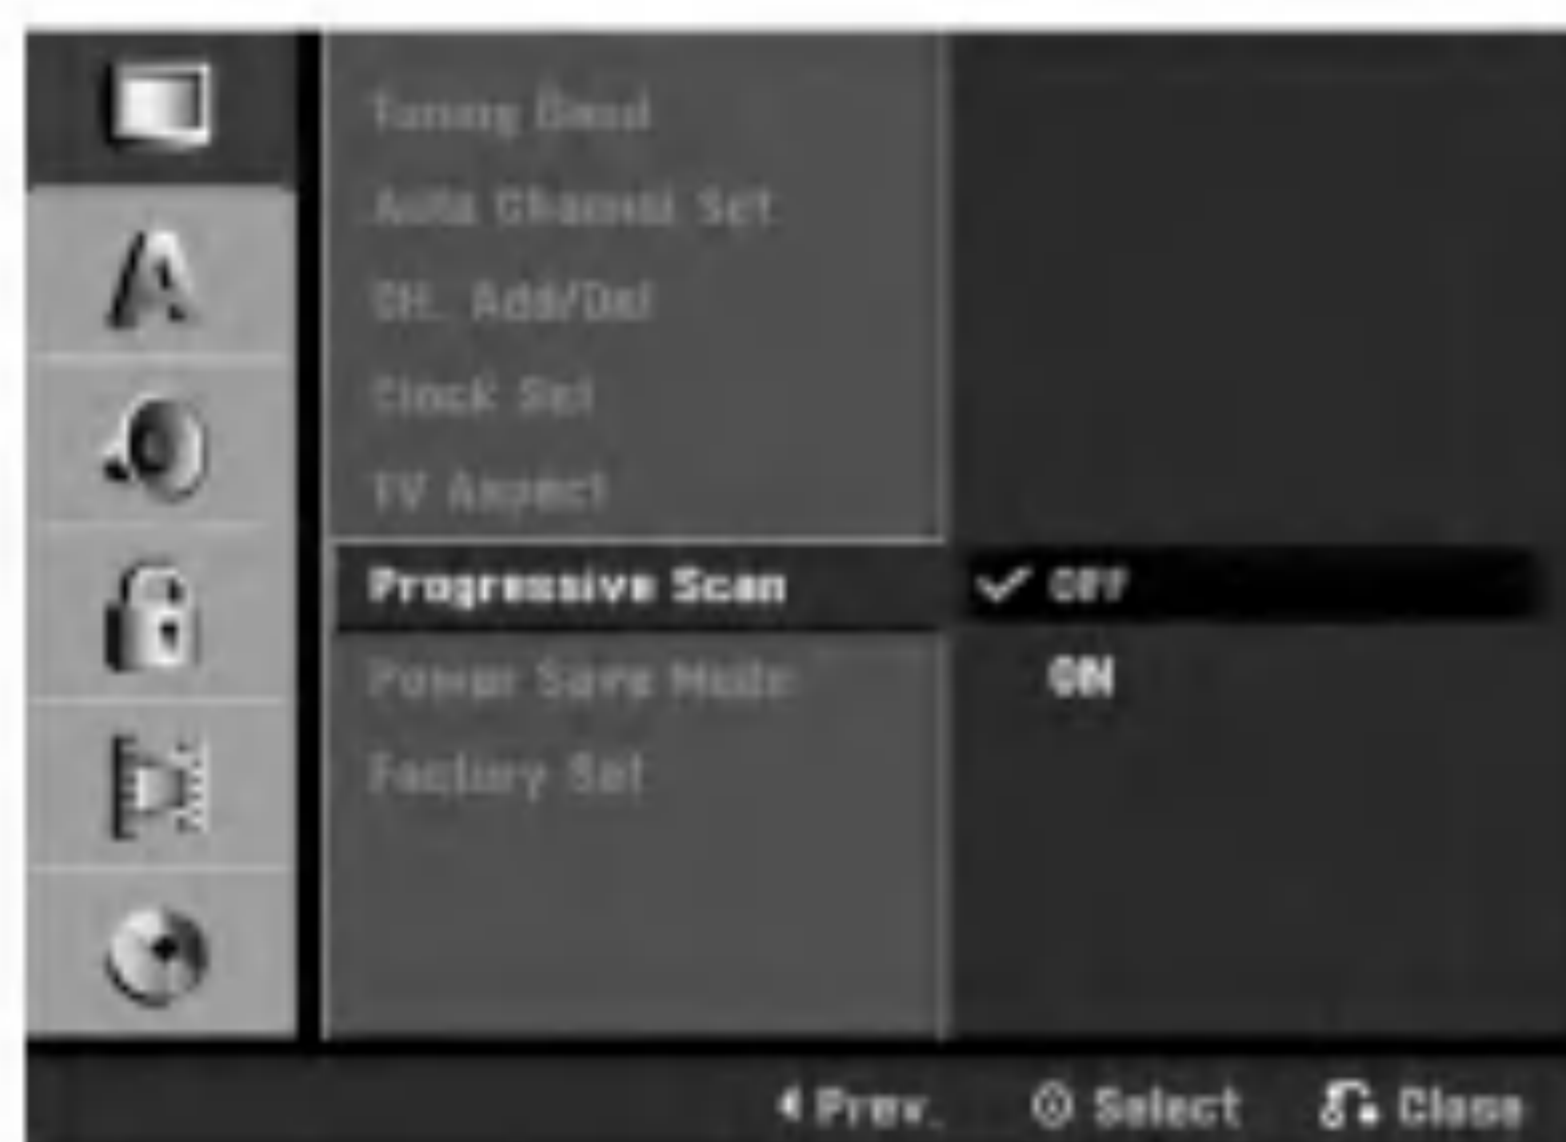 Tuning Band
Auto Channel Set
CH. Add/Del
Clock Set
TV Aspect
Progressive Scan
OFF
ON
Power Save Mode
Factory Set
Prev.
Select
Close